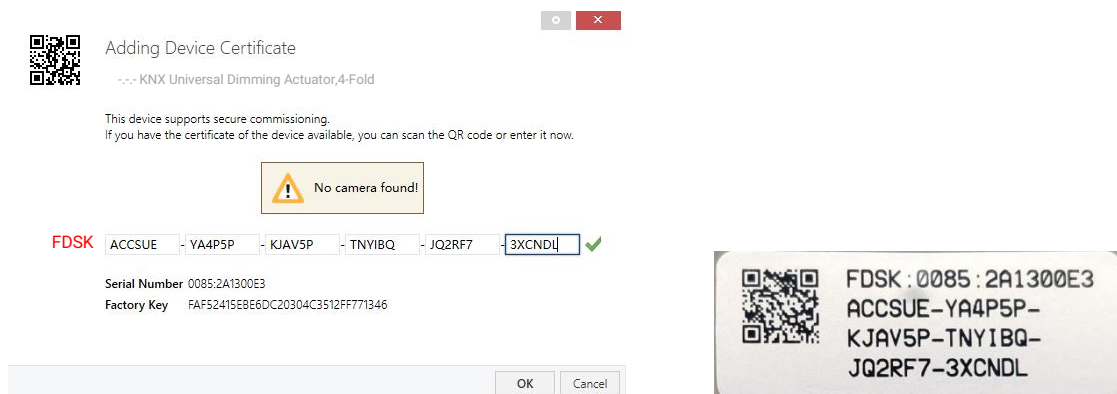 Adding Device Certificate
-.-.- KNX Universal Dimming Actuator,4-Fold
This device supports secure commissioning.
If you have the certificate of the device available, you can scan the QR code or enter it now.
No camera found!
FDSK ACCSUE - YA4P5P - KJAV5P - TNYIBQ - JQ2RF7 - 3XCNDL
Serial Number 0085:2A1300E3
Factory Key FAF52415EBE6DC20304C3512FF771346
OK Cancel
FDSK:0085:2A1300E3
ACCSUE-YA4P5P-
KJAV5P-TNYIBQ-
JQ2RF7-3XCNDL